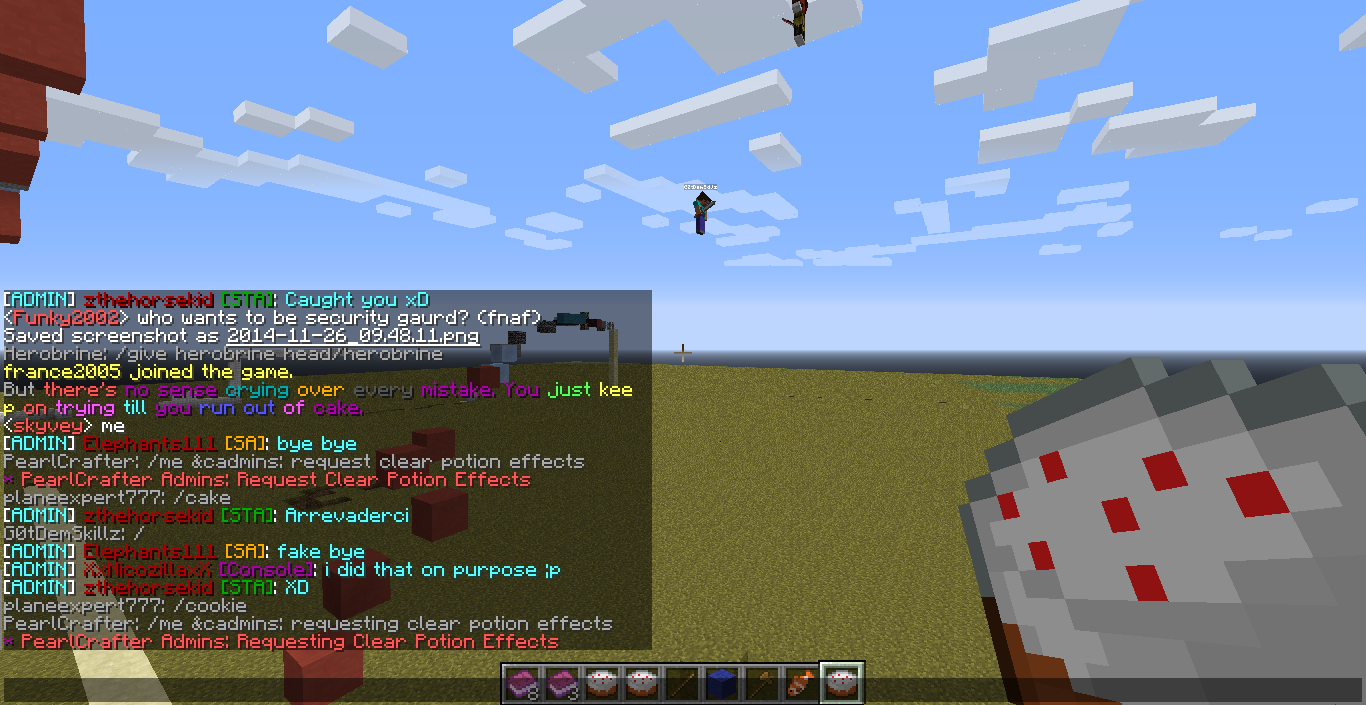 G0tDemSkillz
[ADMIN] zthehorsekid [STA]: Caught you xD
<Funky2002> who wants to be security gaurd? (fnaf)
Saved screenshot as 2014-11-26_09.48.11.png
Herobrine: /give herobrine head/herobrine
france2005 joined the game.
But there's no sense crying over every mistake. You just kee
p on trying till you run out of cake.
<skyvey> me
[ADMIN] Elephants111 [SA]: bye bye
PearlCrafter: /me &cadmins: request clear potion effects
* PearlCrafter Admins: Request Clear Potion Effects
planeexpert777: /cake
[ADMIN] zthehorsekid [STA]: Arrevaderci
G0tDemSkillz: /
[ADMIN] Elephants111 [SA]: fake bye
[ADMIN] XxNicozillaxX [Console]: i did that on purpose ;p
[ADMIN] zthehorsekid [STA]: XD
planeexpert777: /cookie
PearlCrafter: /me &cadmins: requesting clear potion effects
* PearlCrafter Admins: Requesting Clear Potion Effects
8 3